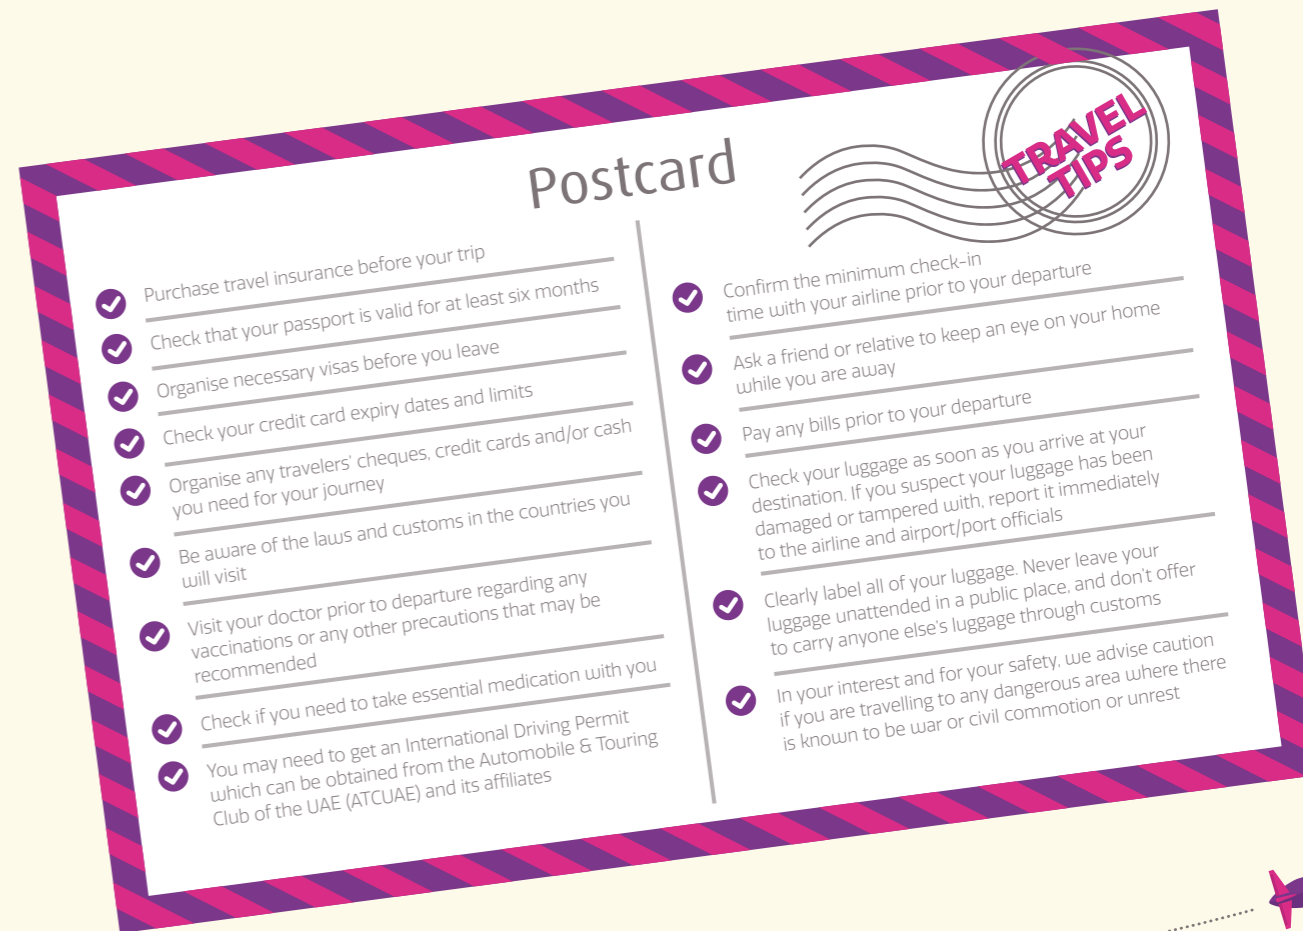 Postcard
TRAVEL
TIPS
Purchase travel insurance before your trip
Check that your passport is valid for at least six months
Organise necessary visas before you leave
Check your credit card expiry dates and limits
Organise any travelers' cheques, credit cards and/or cash
you need for your journey
Be aware of the laws and customs in the countries you
will visit
Visit your doctor prior to departure regarding any
vaccinations or any other precautions that may be
recommended
Check if you need to take essential medication with you
You may need to get an International Driving Permit
which can be obtained from the Automobile & Touring
Club of the UAE (ATCUAE) and its affiliates
Confirm the minimum check-in
time with your airline prior to your departure
Ask a friend or relative to keep an eye on your home
while you are away
Pay any bills prior to your departure
Check your luggage as soon as you arrive at your
destination. If you suspect your luggage has been
damaged or tampered with, report it immediately
to the airline and airport/port officials
Clearly label all of your luggage. Never leave your
luggage unattended in a public place, and don't offer
to carry anyone else's luggage through customs
In your interest and for your safety, we advise caution
if you are travelling to any dangerous area where there
is known to be war or civil commotion or unrest